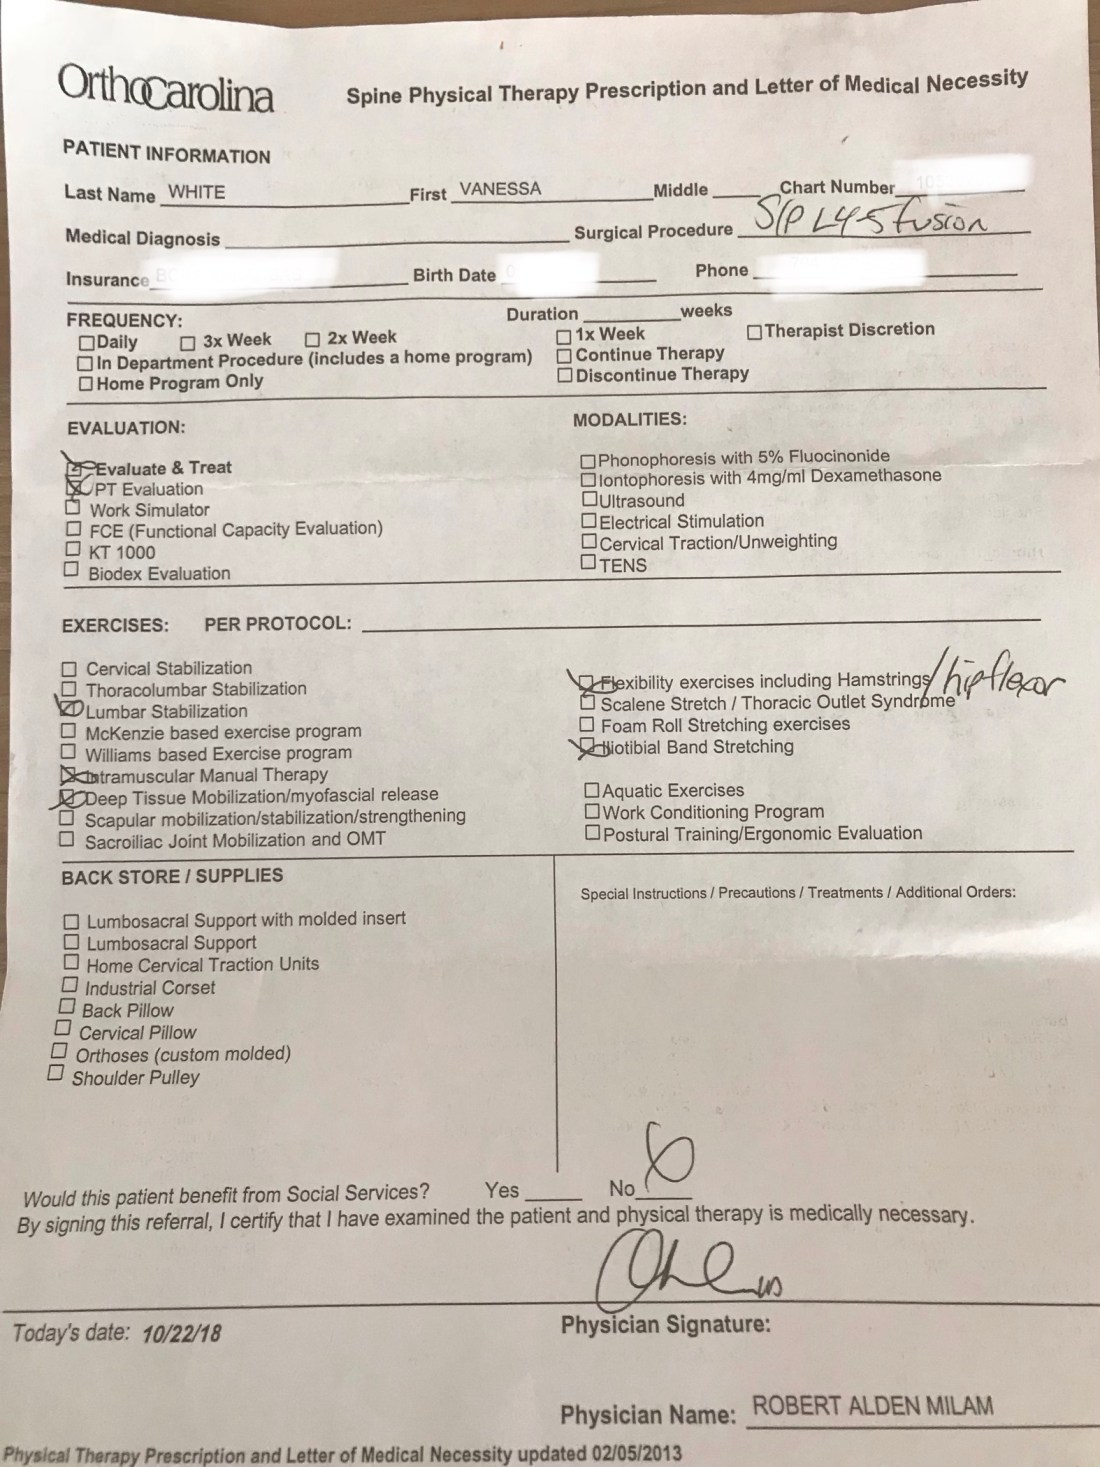 OrthoCarolina
Spine Physical Therapy Prescription and Letter of Medical Necessity
PATIENT INFORMATION
Last Name WHITE First VANESSA Middle Chart Number
Medical Diagnosis Surgical Procedure S/P L45 fusion
Insurance Birth Date Phone
FREQUENCY: Duration weeks
Daily 3x Week 2x Week 1x Week Therapist Discretion
In Department Procedure (includes a home program) Continue Therapy
Home Program Only Discontinue Therapy
EVALUATION:
Evaluate & Treat
PT Evaluation
Work Simulator
FCE (Functional Capacity Evaluation)
KT 1000
Biodex Evaluation
MODALITIES:
Phonophoresis with 5% Fluocinonide
Iontophoresis with 4mg/ml Dexamethasone
Ultrasound
Electrical Stimulation
Cervical Traction/Unweighting
TENS
EXERCISES: PER PROTOCOL:
Cervical Stabilization
Thoracolumbar Stabilization
Lumbar Stabilization
McKenzie based exercise program
Williams based Exercise program
Intramuscular Manual Therapy
Deep Tissue Mobilization/myofascial release
Scapular mobilization/stabilization/strengthening
Sacroiliac Joint Mobilization and OMT
Flexibility exercises including Hamstrings /hip flexor
Scalene Stretch / Thoracic Outlet Syndrome
Foam Roll Stretching exercises
Iliotibial Band Stretching
Aquatic Exercises
Work Conditioning Program
Postural Training/Ergonomic Evaluation
BACK STORE / SUPPLIES
Lumbosacral Support with molded insert
Lumbosacral Support
Home Cervical Traction Units
Industrial Corset
Back Pillow
Cervical Pillow
Orthoses (custom molded)
Shoulder Pulley
Special Instructions / Precautions / Treatments / Additional Orders:
Would this patient benefit from Social Services? Yes No
By signing this referral, I certify that I have examined the patient and physical therapy is medically necessary.
Today's date: 10/22/18
Physician Signature:
Physician Name: ROBERT ALDEN MILAM
Physical Therapy Prescription and Letter of Medical Necessity updated 02/05/2013